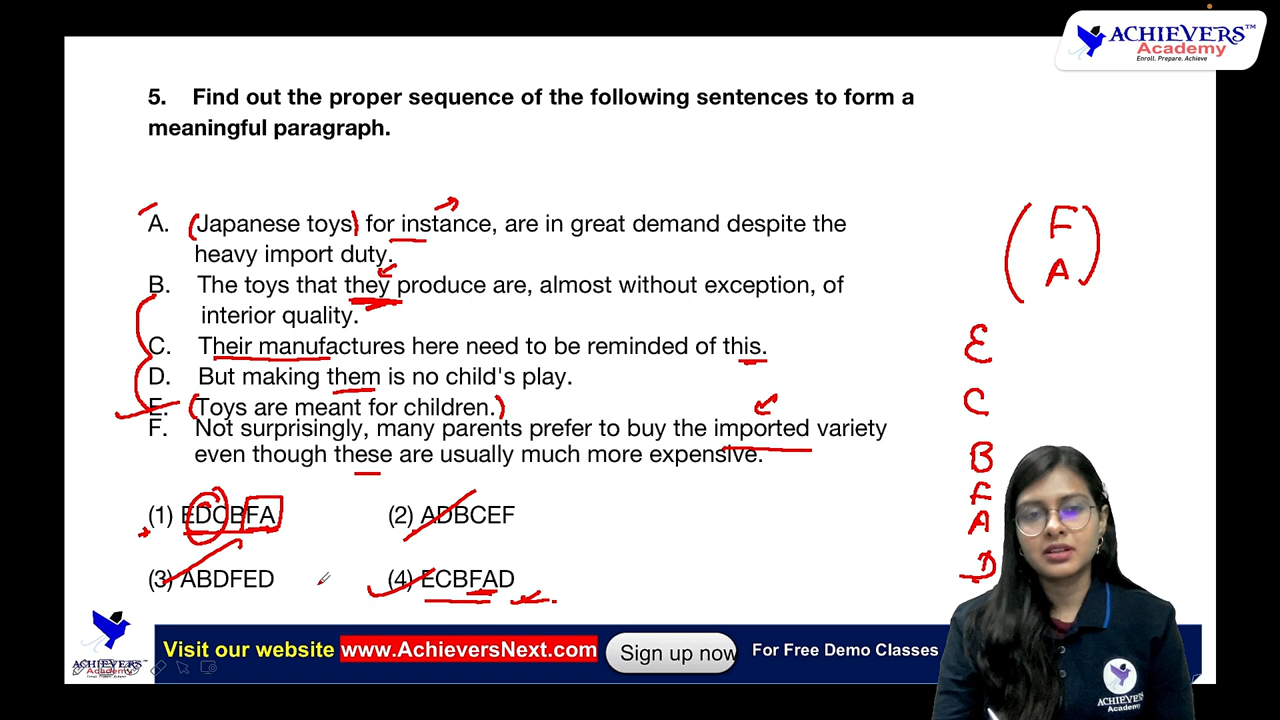 ACHIEVERS™
Academy
Enroll. Prepare. Achieve
5. Find out the proper sequence of the following sentences to form a
meaningful paragraph.
A. Japanese toys for instance, are in great demand despite the
heavy import duty.
B. The toys that they produce are, almost without exception, of
interior quality.
C. Their manufactures here need to be reminded of this.
D. But making them is no child's play.
E. Toys are meant for children.
F. Not surprisingly, many parents prefer to buy the imported variety
even though these are usually much more expensive.
(1) EDCBFA (2) ADBCEF
(3) ABDFED (4) ECBFAD
F
A
E
C
B
F
A
D
ACHIEVERS
Academy
Visit our website www.AchieversNext.com Sign up now For Free Demo Classes
ACHIEVERS
Academy